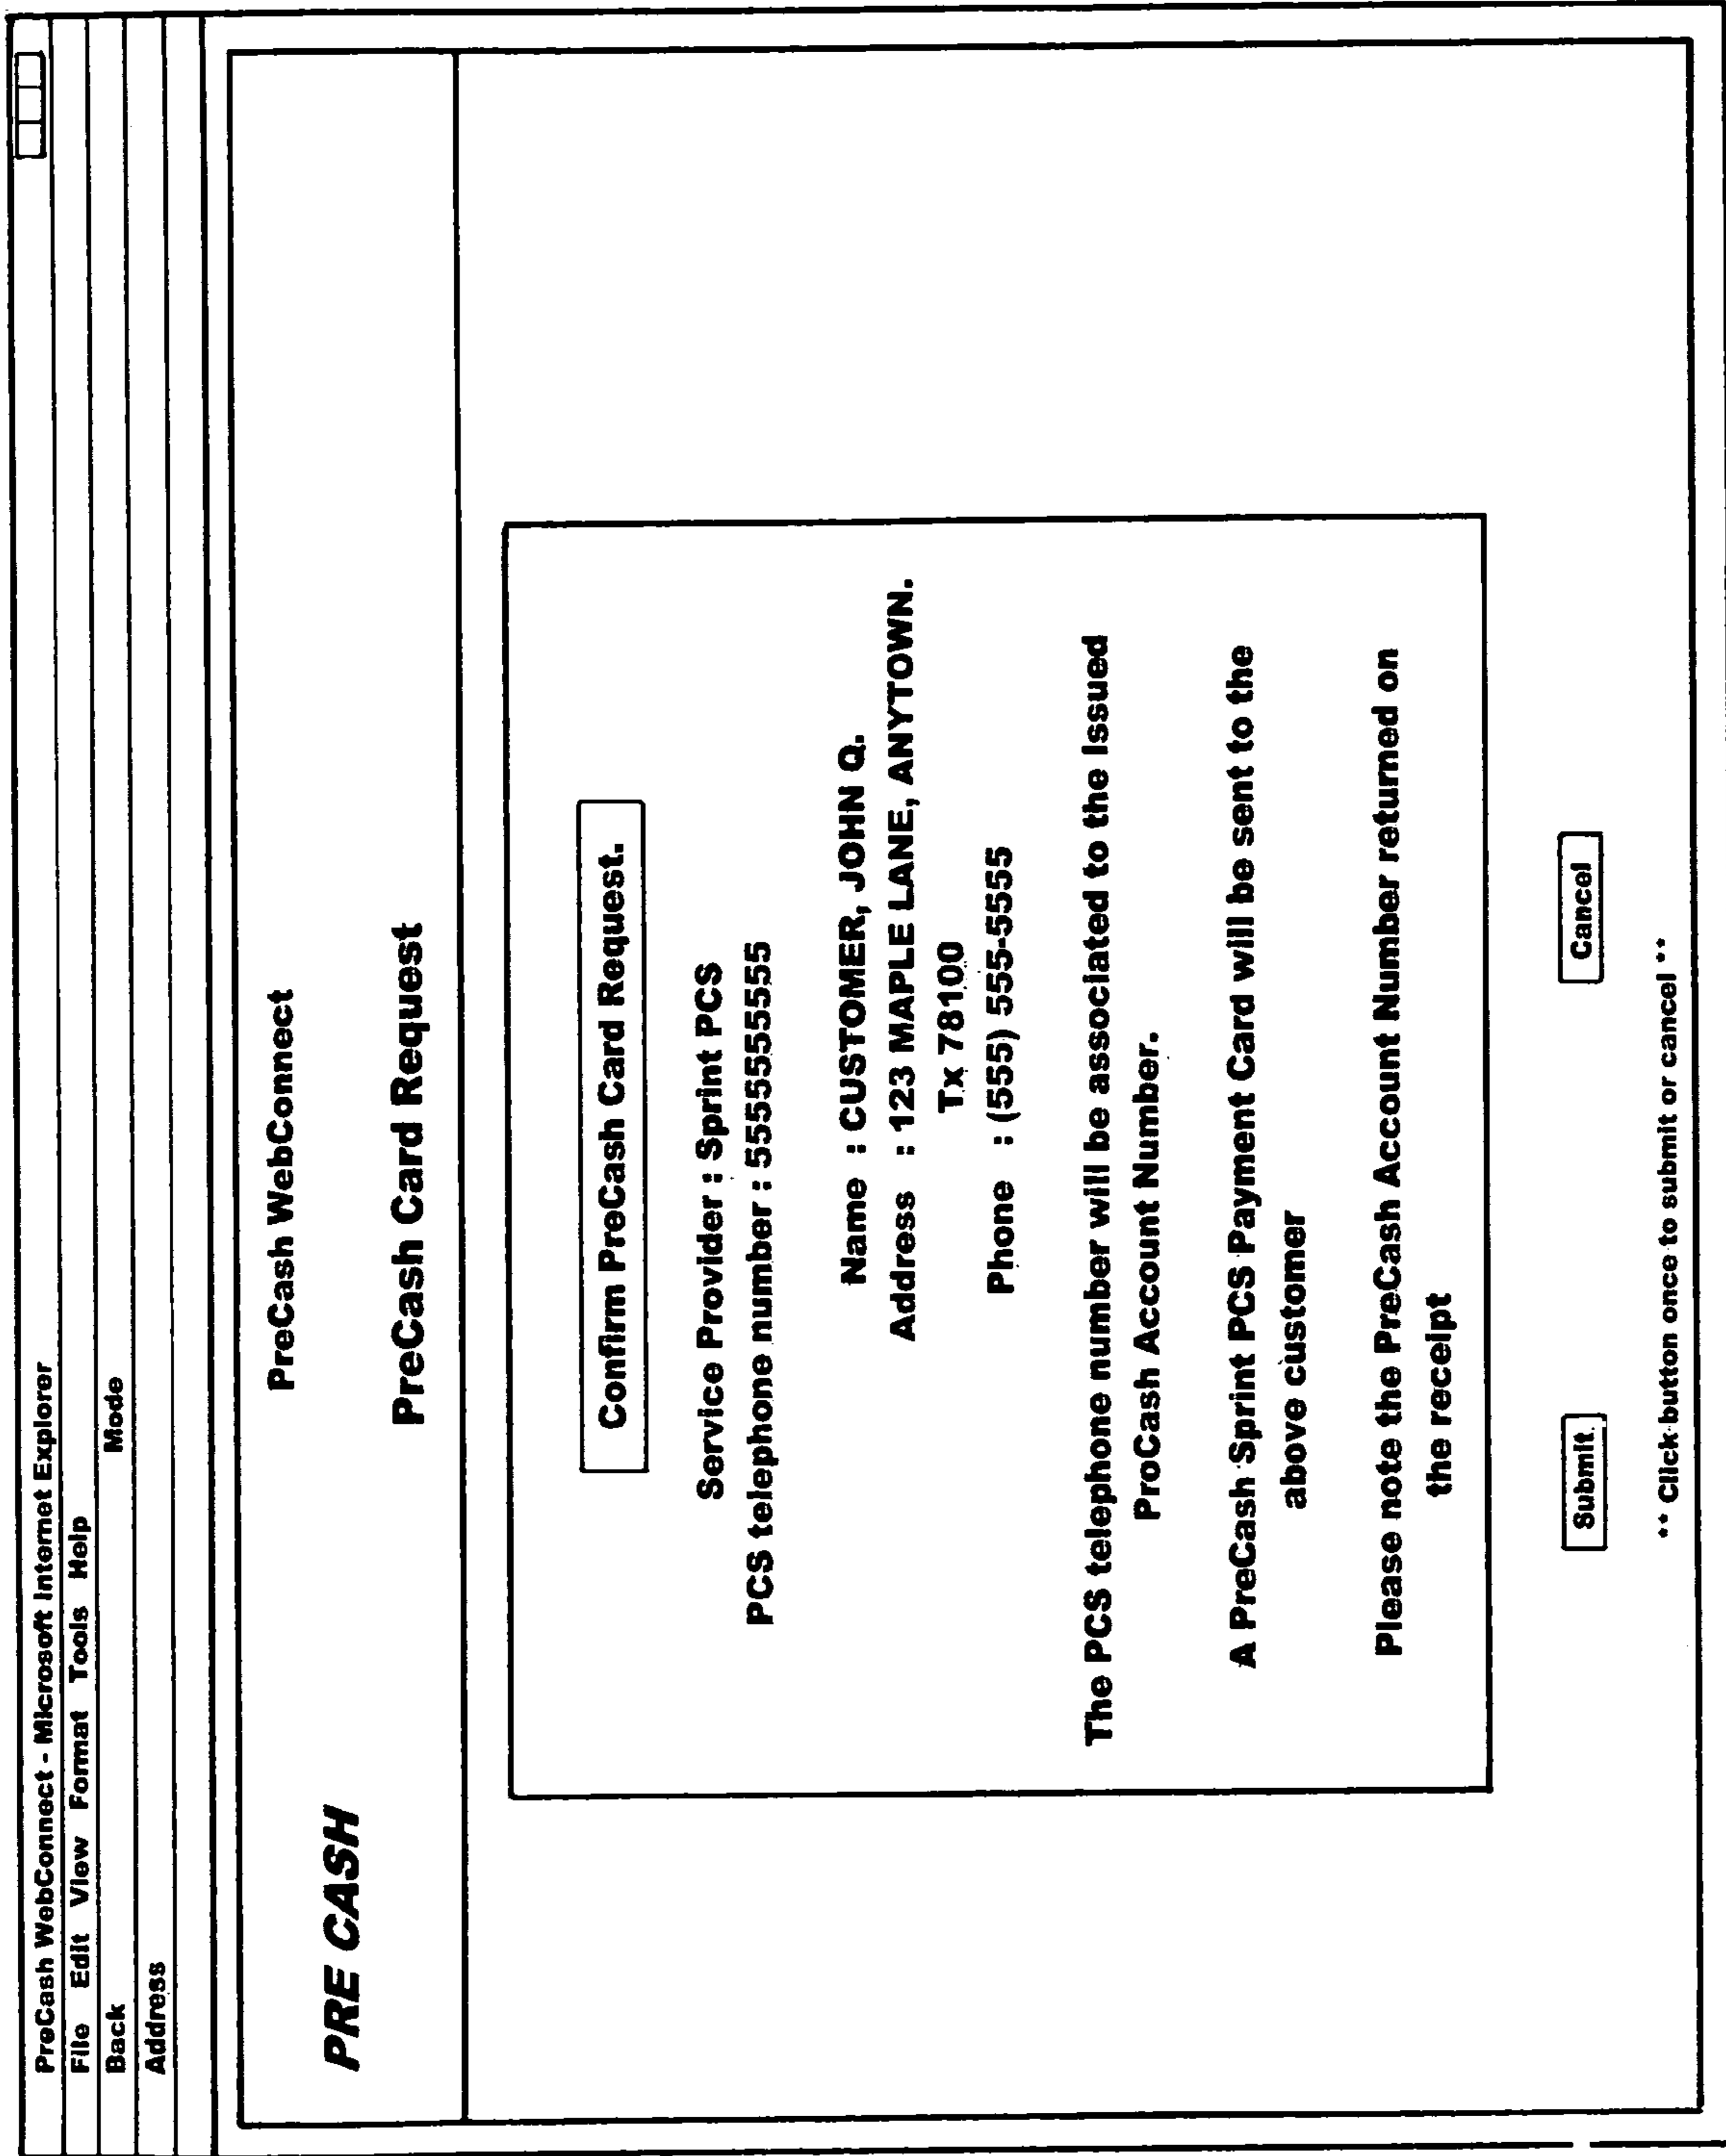 PreCash WebConnect - Microsoft Internet Explorer
File Edit View Format Tools Help
Back Mode
Address
PreCash WebConnect
PRE CASH
PreCash Card Request
Confirm PreCash Card Request.
Service Provider : Sprint PCS
PCS telephone number : 5555555555
Name : CUSTOMER, JOHN Q.
Address : 123 MAPLE LANE, ANYTOWN.
Tx 78100
Phone : (555) 555-5555
The PCS telephone number will be associated to the Issued
ProCash Account Number.
A PreCash Sprint PCS Payment Card will be sent to the
above customer
Please note the PreCash Account Number returned on
the receipt
Submit. Cancel
** Click button once to submit or cancel **